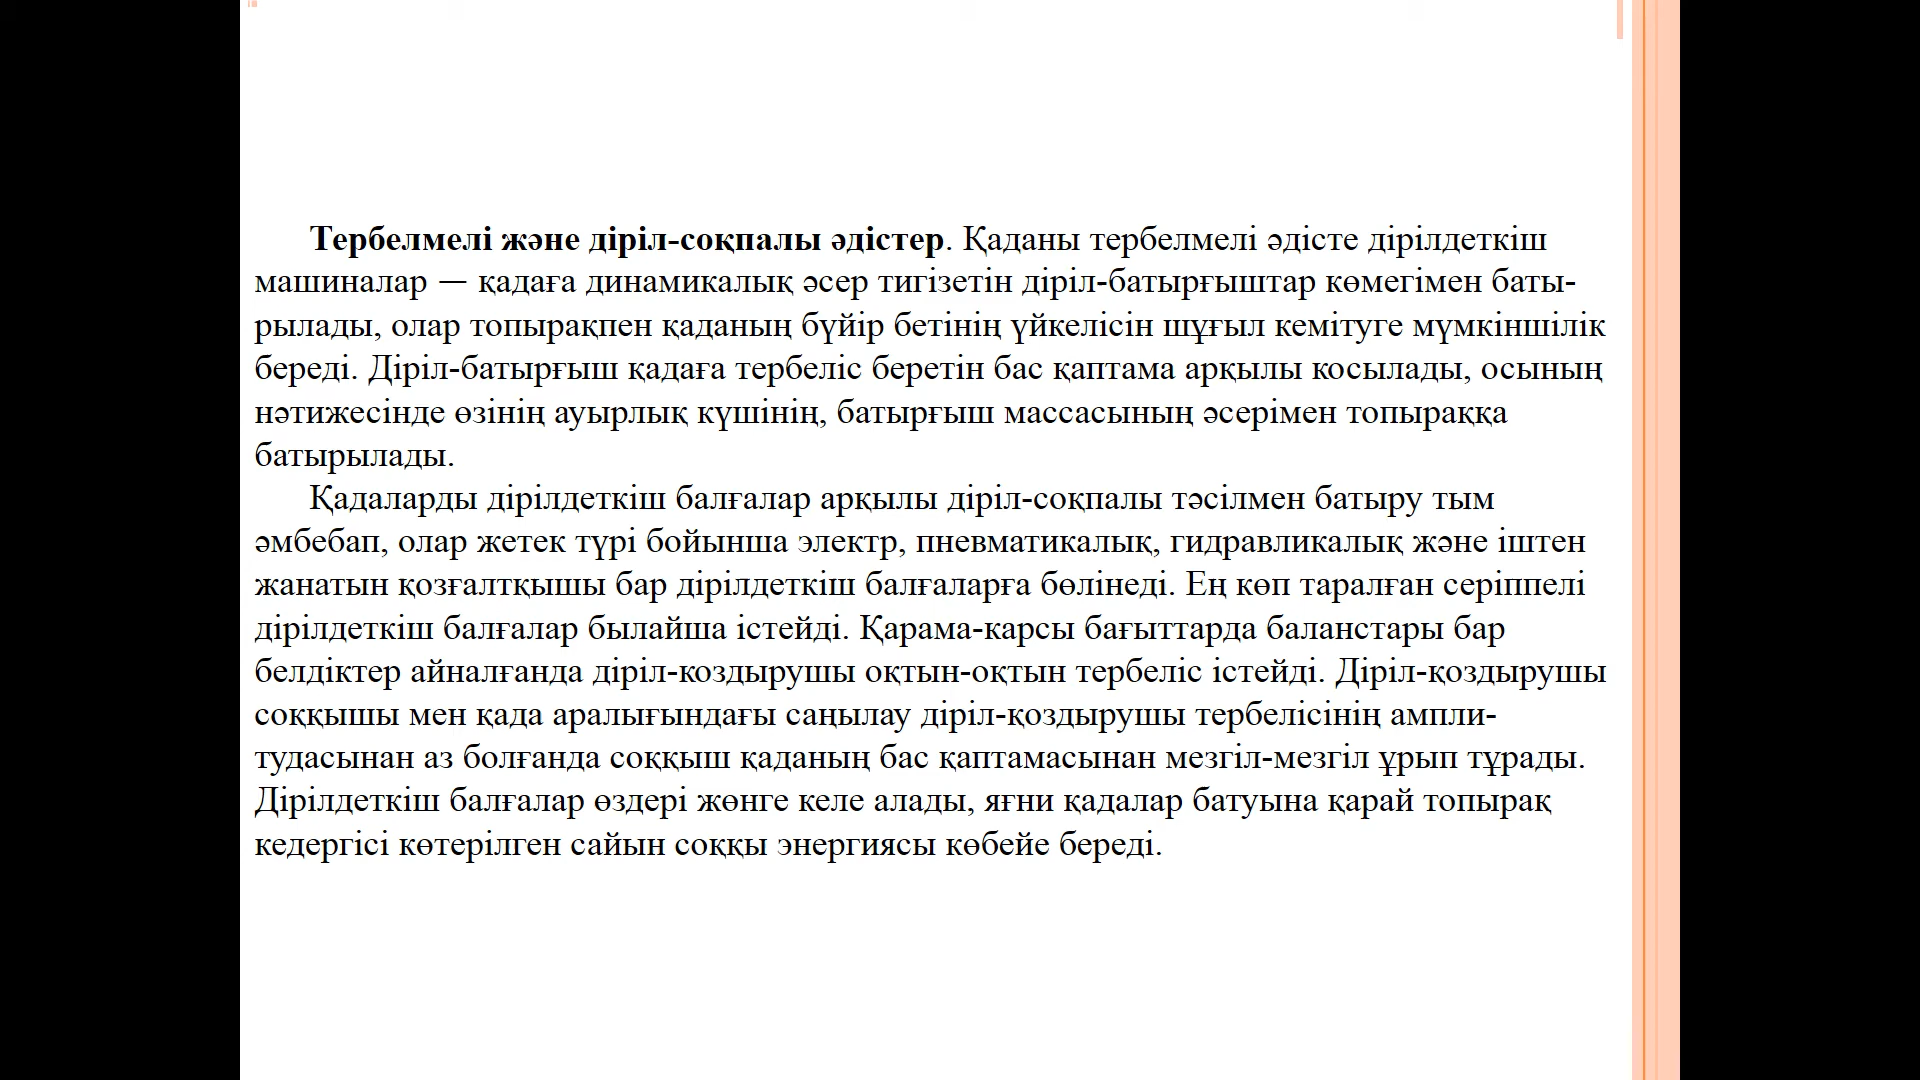 Тербелмелі және діріл-соқпалы әдістер. Қаданы тербелмелі әдісте дірілдеткіш
машиналар — қадаға динамикалық әсер тигізетін діріл-батырғыштар көмегімен баты-
рылады, олар топырақпен қаданың бүйір бетінің үйкелісін шұғыл кемітуге мүмкіншілік
береді. Діріл-батырғыш қадаға тербеліс беретін бас қаптама арқылы косылады, осының
нәтижесінде өзінің ауырлық күшінің, батырғыш массасының әсерімен топыраққа
батырылады.
Қадаларды дірілдеткіш балғалар арқылы діріл-соқпалы тәсілмен батыру тым
әмбебап, олар жетек түрі бойынша электр, пневматикалық, гидравликалық және іштен
жанатын қозғалтқышы бар дірілдеткіш балғаларға бөлінеді. Ең көп таралған серіппелі
дірілдеткіш балғалар былайша істейді. Қарама-карсы бағыттарда баланстары бар
белдіктер айналғанда діріл-коздырушы оқтын-оқтын тербеліс істейді. Діріл-қоздырушы
соққышы мен қада аралығындағы саңылау діріл-қоздырушы тербелісінің ампли-
тудасынан аз болғанда соққыш қаданың бас қаптамасынан мезгіл-мезгіл ұрып тұрады.
Дірілдеткіш балғалар өздері жөнге келе алады, яғни қадалар батуына қарай топырақ
кедергісі көтерілген сайын соққы энергиясы көбейе береді.